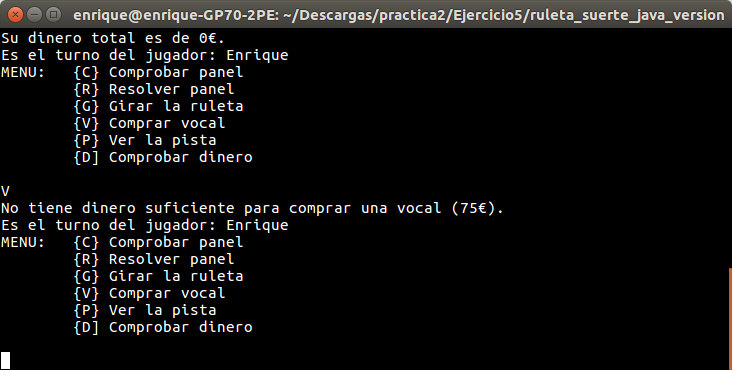 enrique@enrique-GP70-2PE: ~/Descargas/practica2/Ejercicio5/ruleta_suerte_java_version
Su dinero total es de 0€.
Es el turno del jugador: Enrique
MENU:   {C} Comprobar panel
        {R} Resolver panel
        {G} Girar la ruleta
        {V} Comprar vocal
        {P} Ver la pista
        {D] Comprobar dinero
V
No tiene dinero suficiente para comprar una vocal (75€).
Es el turno del jugador: Enrique
MENU:   {C} Comprobar panel
        {R} Resolver panel
        {G} Girar la ruleta
        {V} Comprar vocal
        {P} Ver la pista
        {D] Comprobar dinero